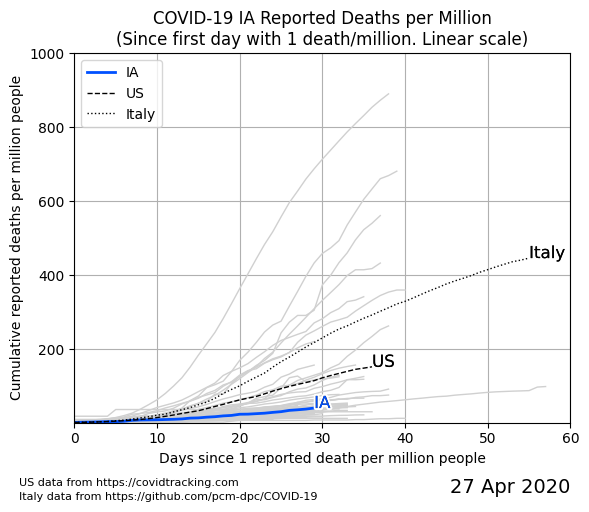 COVID-19 IA Reported Deaths per Million
(Since first day with 1 death/million. Linear scale)
Cumulative reported deaths per million people
1000
800
600
400
200
IA
US
Italy
Italy
US
IA
0 10 20 30 40 50 60
Days since 1 reported death per million people
US data from https://covidtracking.com
Italy data from https://github.com/pcm-dpc/COVID-19
27 Apr 2020